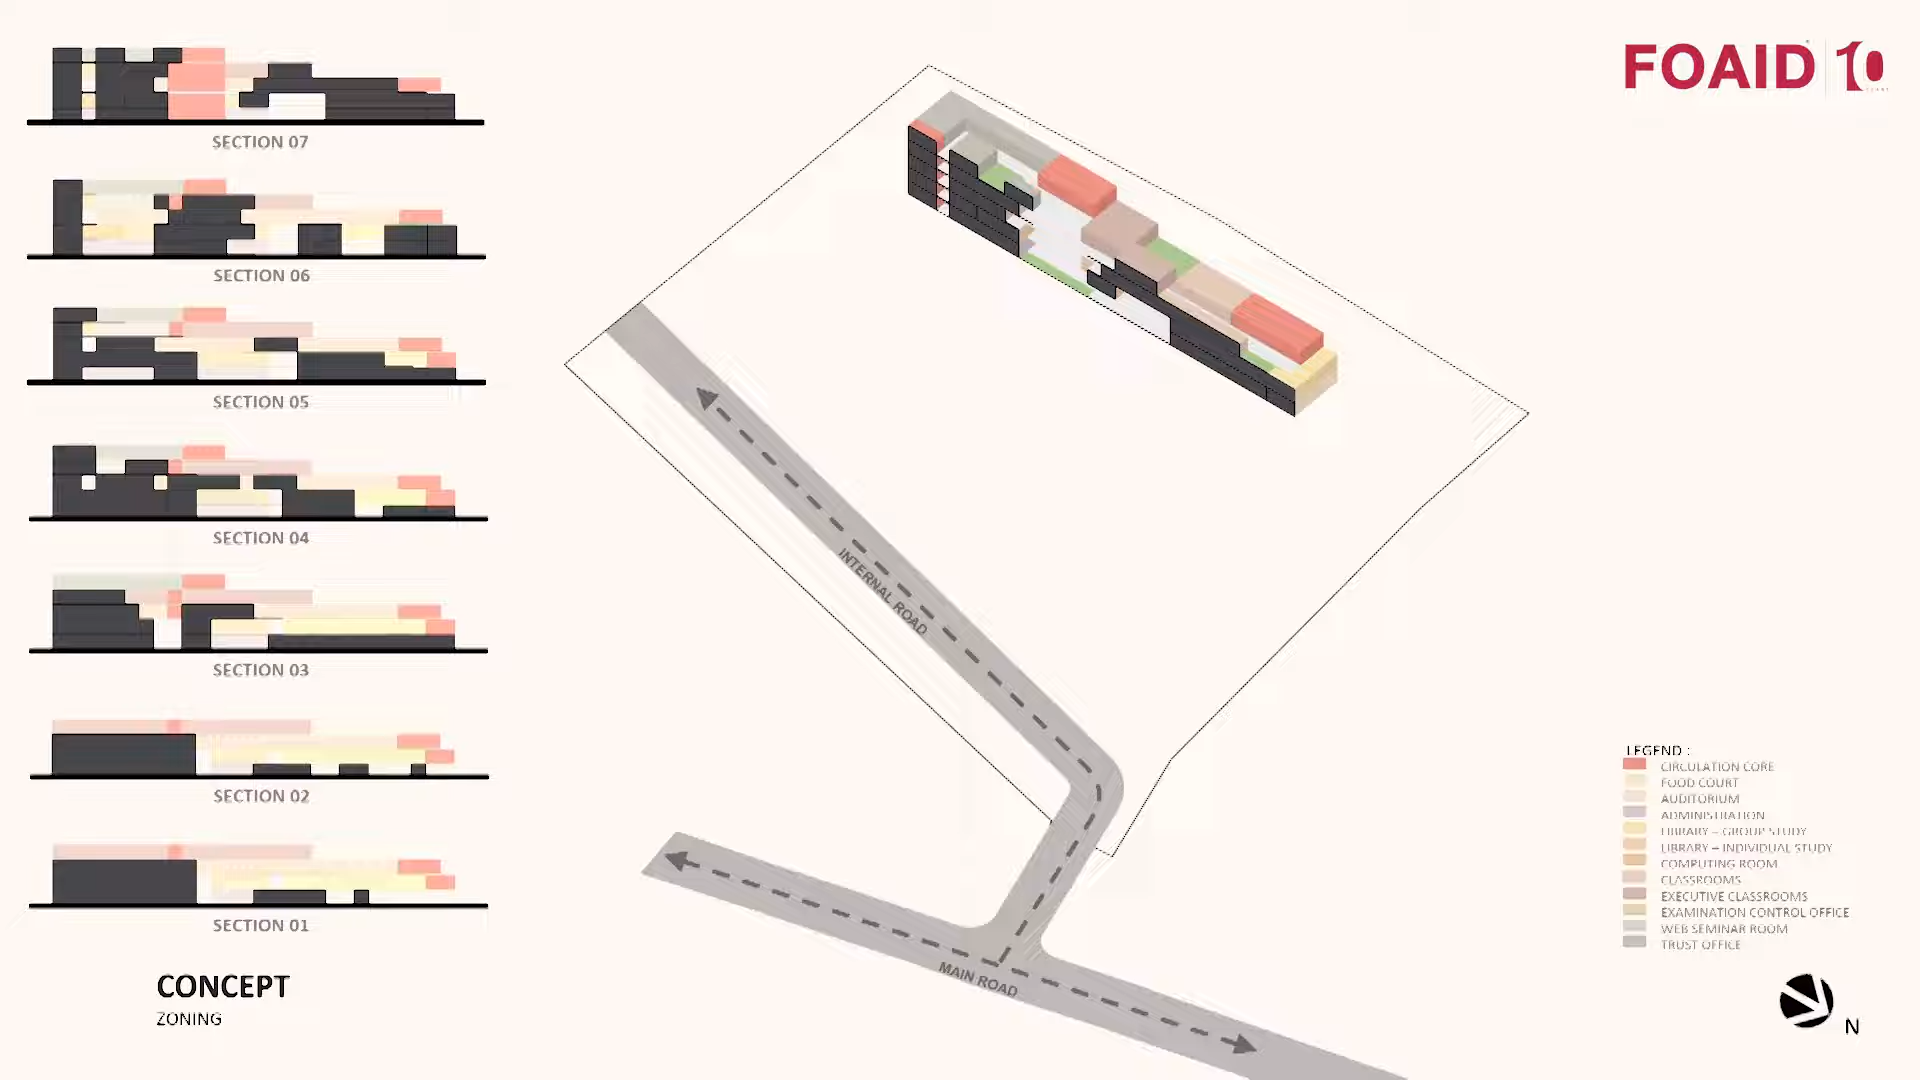 FOAID 10
SECTION 07
SECTION 06
SECTION 05
SECTION 04
SECTION 03
SECTION 02
SECTION 01
CONCEPT
ZONING
INTERNAL ROAD
MAIN ROAD
LEGEND :
CIRCULATION CORE
FOOD COURT
AUDITORIUM
ADMINISTRATION
LIBRARY – GROUP STUDY
LIBRARY – INDIVIDUAL STUDY
COMPUTING ROOM
CLASSROOMS
EXECUTIVE CLASSROOMS
EXAMINATION CONTROL OFFICE
WEB SEMINAR ROOM
TRUST OFFICE
N